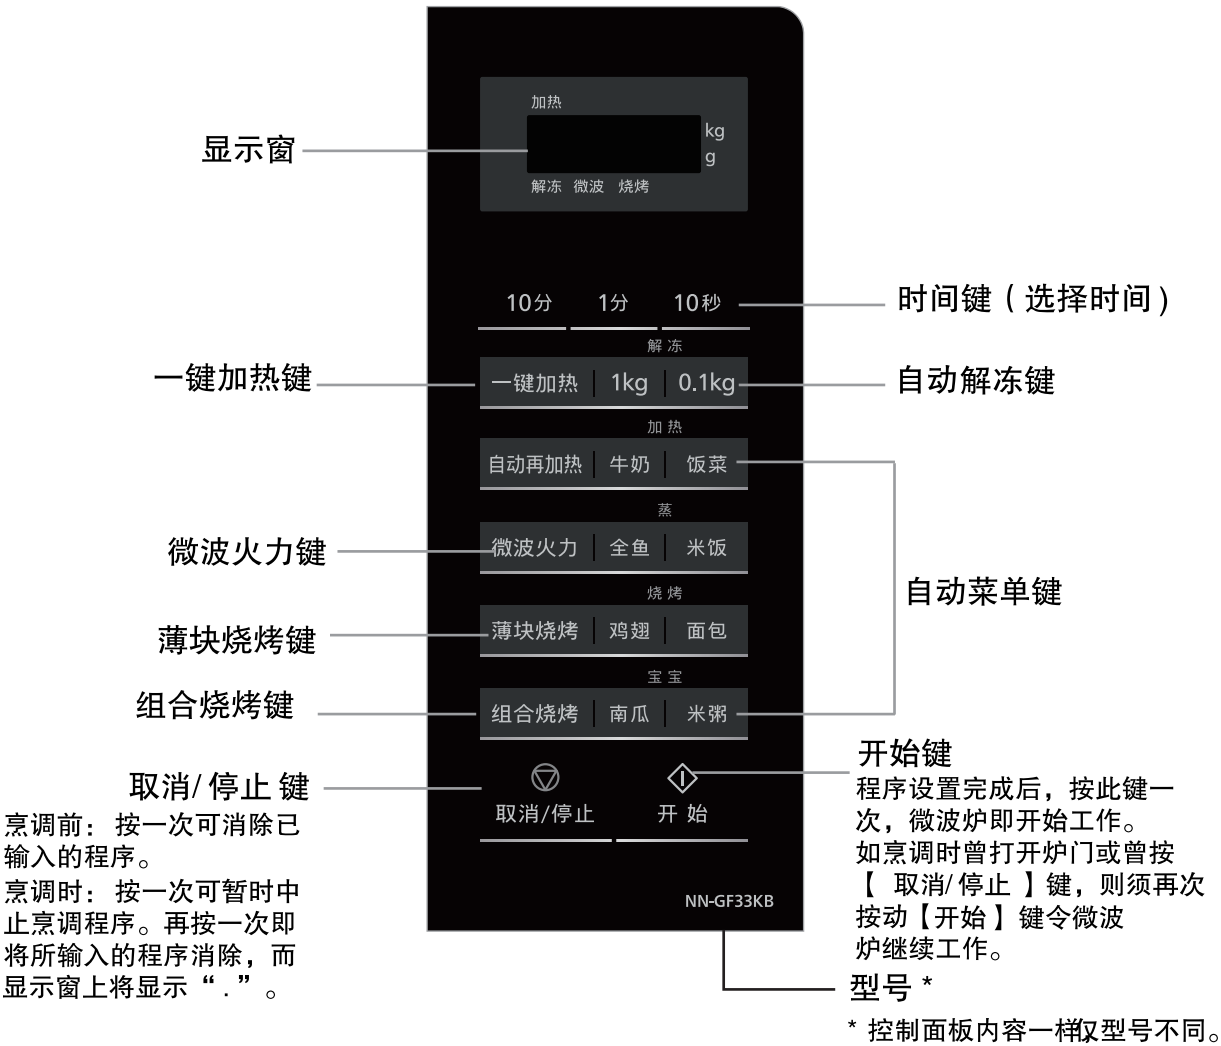 加热
显示窗
kg
g
解冻 微波 烧烤
10分 1分 10秒
时间键（选择时间）
解冻
一键加热键
一键加热 1kg 0.1kg
自动解冻键
加热
自动再加热 牛奶 饭菜
蒸
微波火力键
微波火力 全鱼 米饭
自动菜单键
烧烤
薄块烧烤键
薄块烧烤 鸡翅 面包
宝宝
组合烧烤键
组合烧烤 南瓜 米粥
取消/停止 键
烹调前：按一次可消除已
输入的程序。
烹调时：按一次可暂时中
止烹调程序。再按一次即
将所输入的程序消除，而
显示窗上将显示“.”。
取消/停止 开 始
开始键
程序设置完成后，按此键一
次，微波炉即开始工作。
如烹调时曾打开炉门或曾按
【 取消/停止 】键，则须再次
按动【开始 】键令微波
炉继续工作。
NN-GF33KB
型号 *
* 控制面板内容一样,仅型号不同。